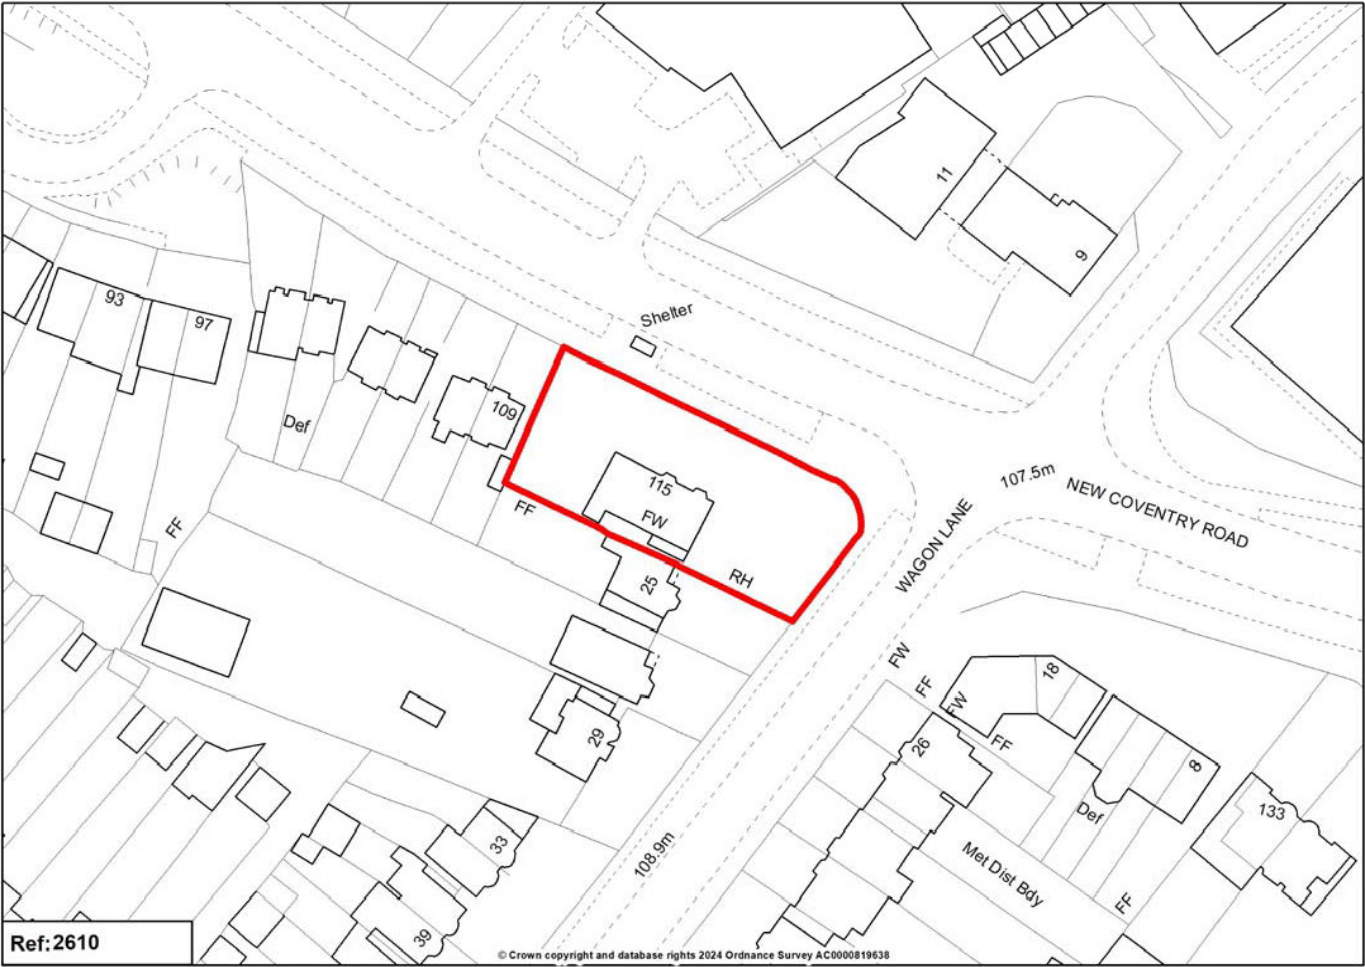 11
9
93
97
Shelter
109
Def
115
FF
FF
FW
25
RH
107.5m
NEW COVENTRY ROAD
WAGON LANE
FW
FF
FW
18
FF
26
8
29
Def
133
33
108.9m
Met Dist Bdy
FF
39
Ref:2610
© Crown copyright and database rights 2024 Ordnance Survey AC0000819638